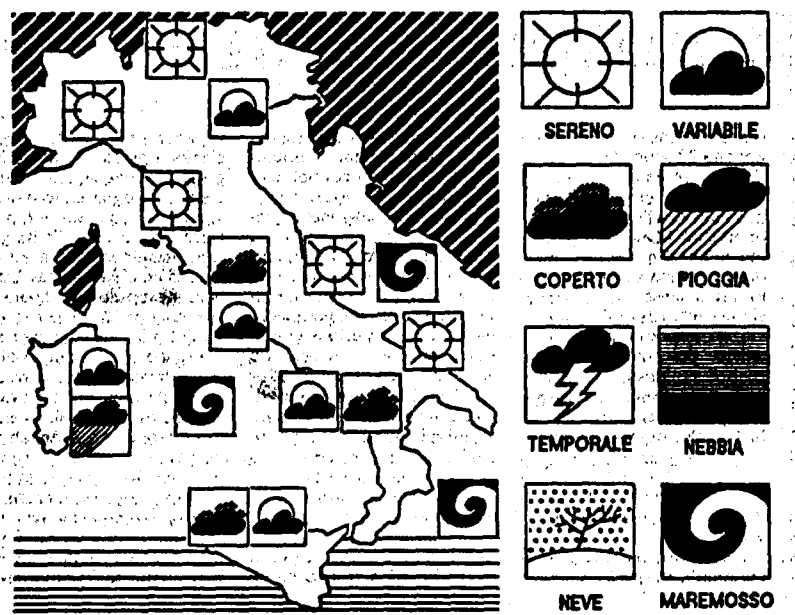 SERENO VARIABILE
COPERTO PIOGGIA
TEMPORALE NEBBIA
NEVE MAREMOSSO